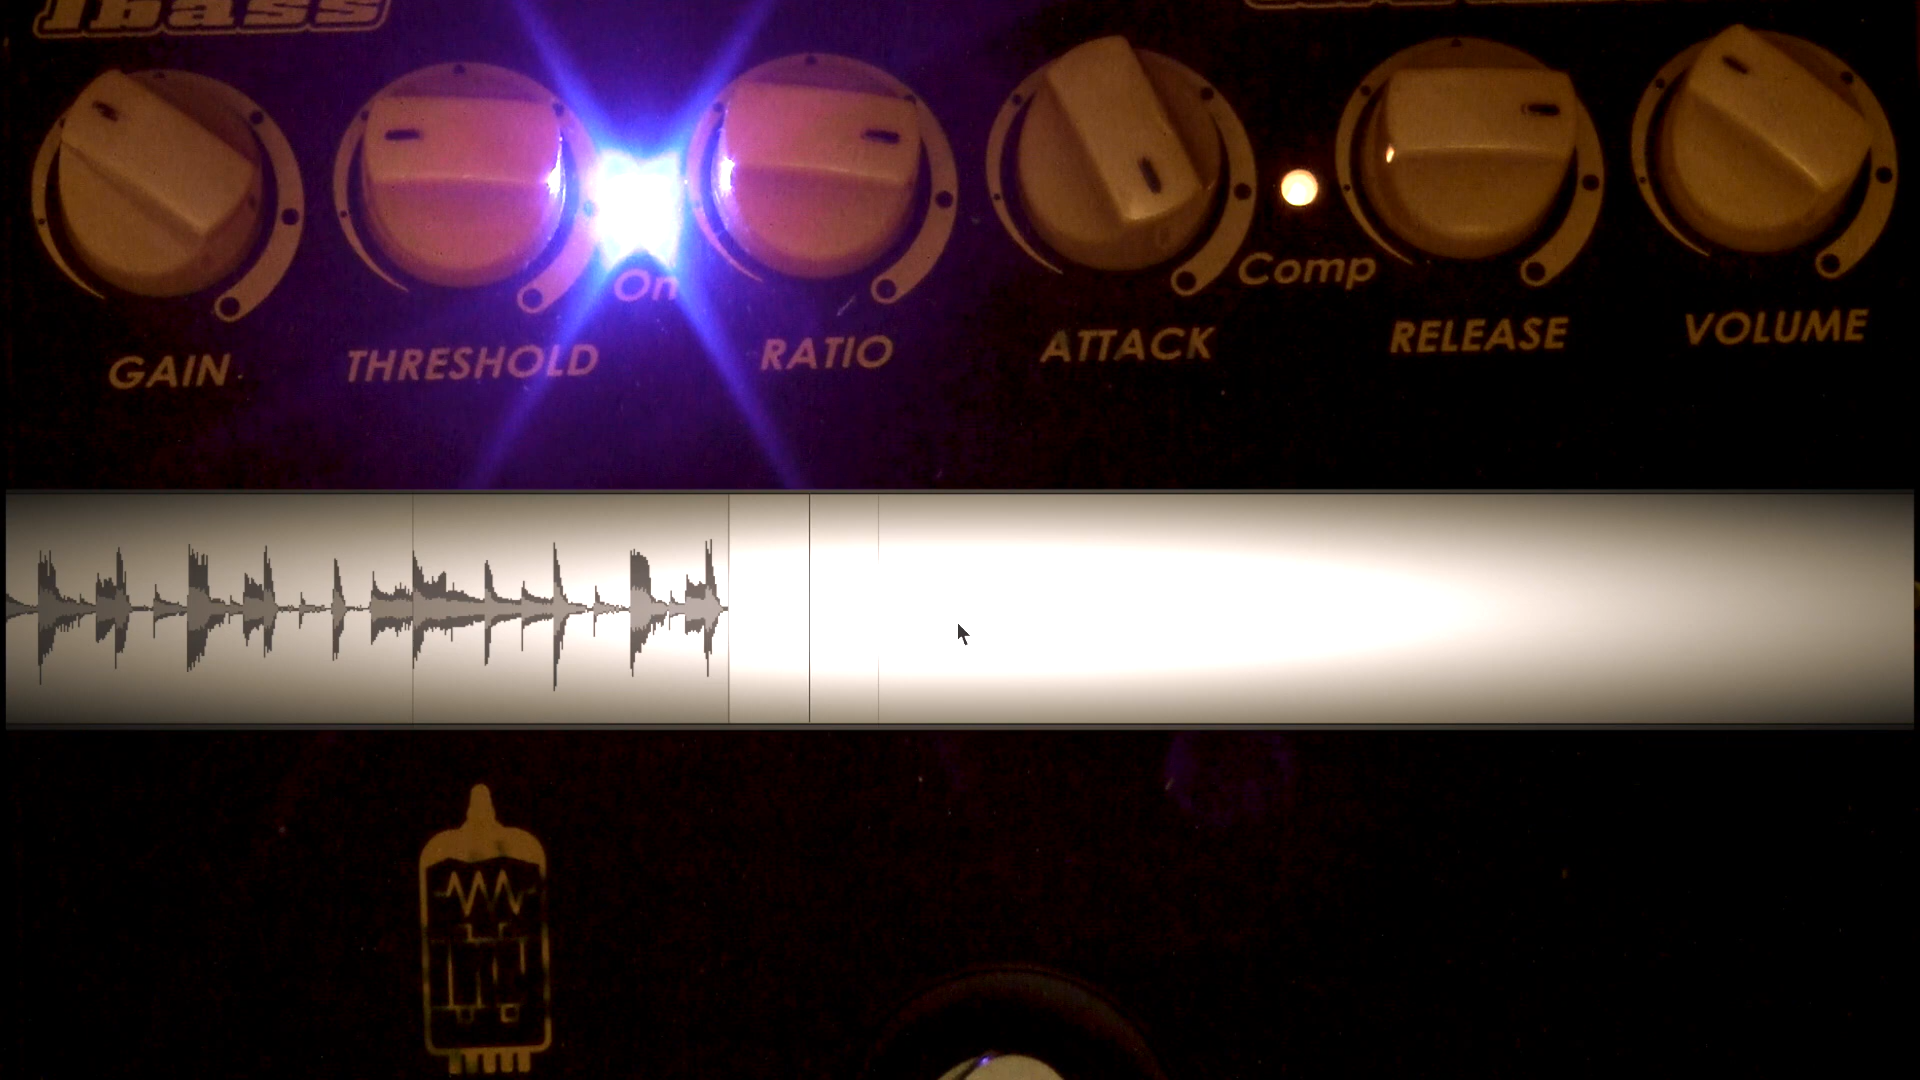 On
Comp
GAIN
THRESHOLD
RATIO
ATTACK
RELEASE
VOLUME